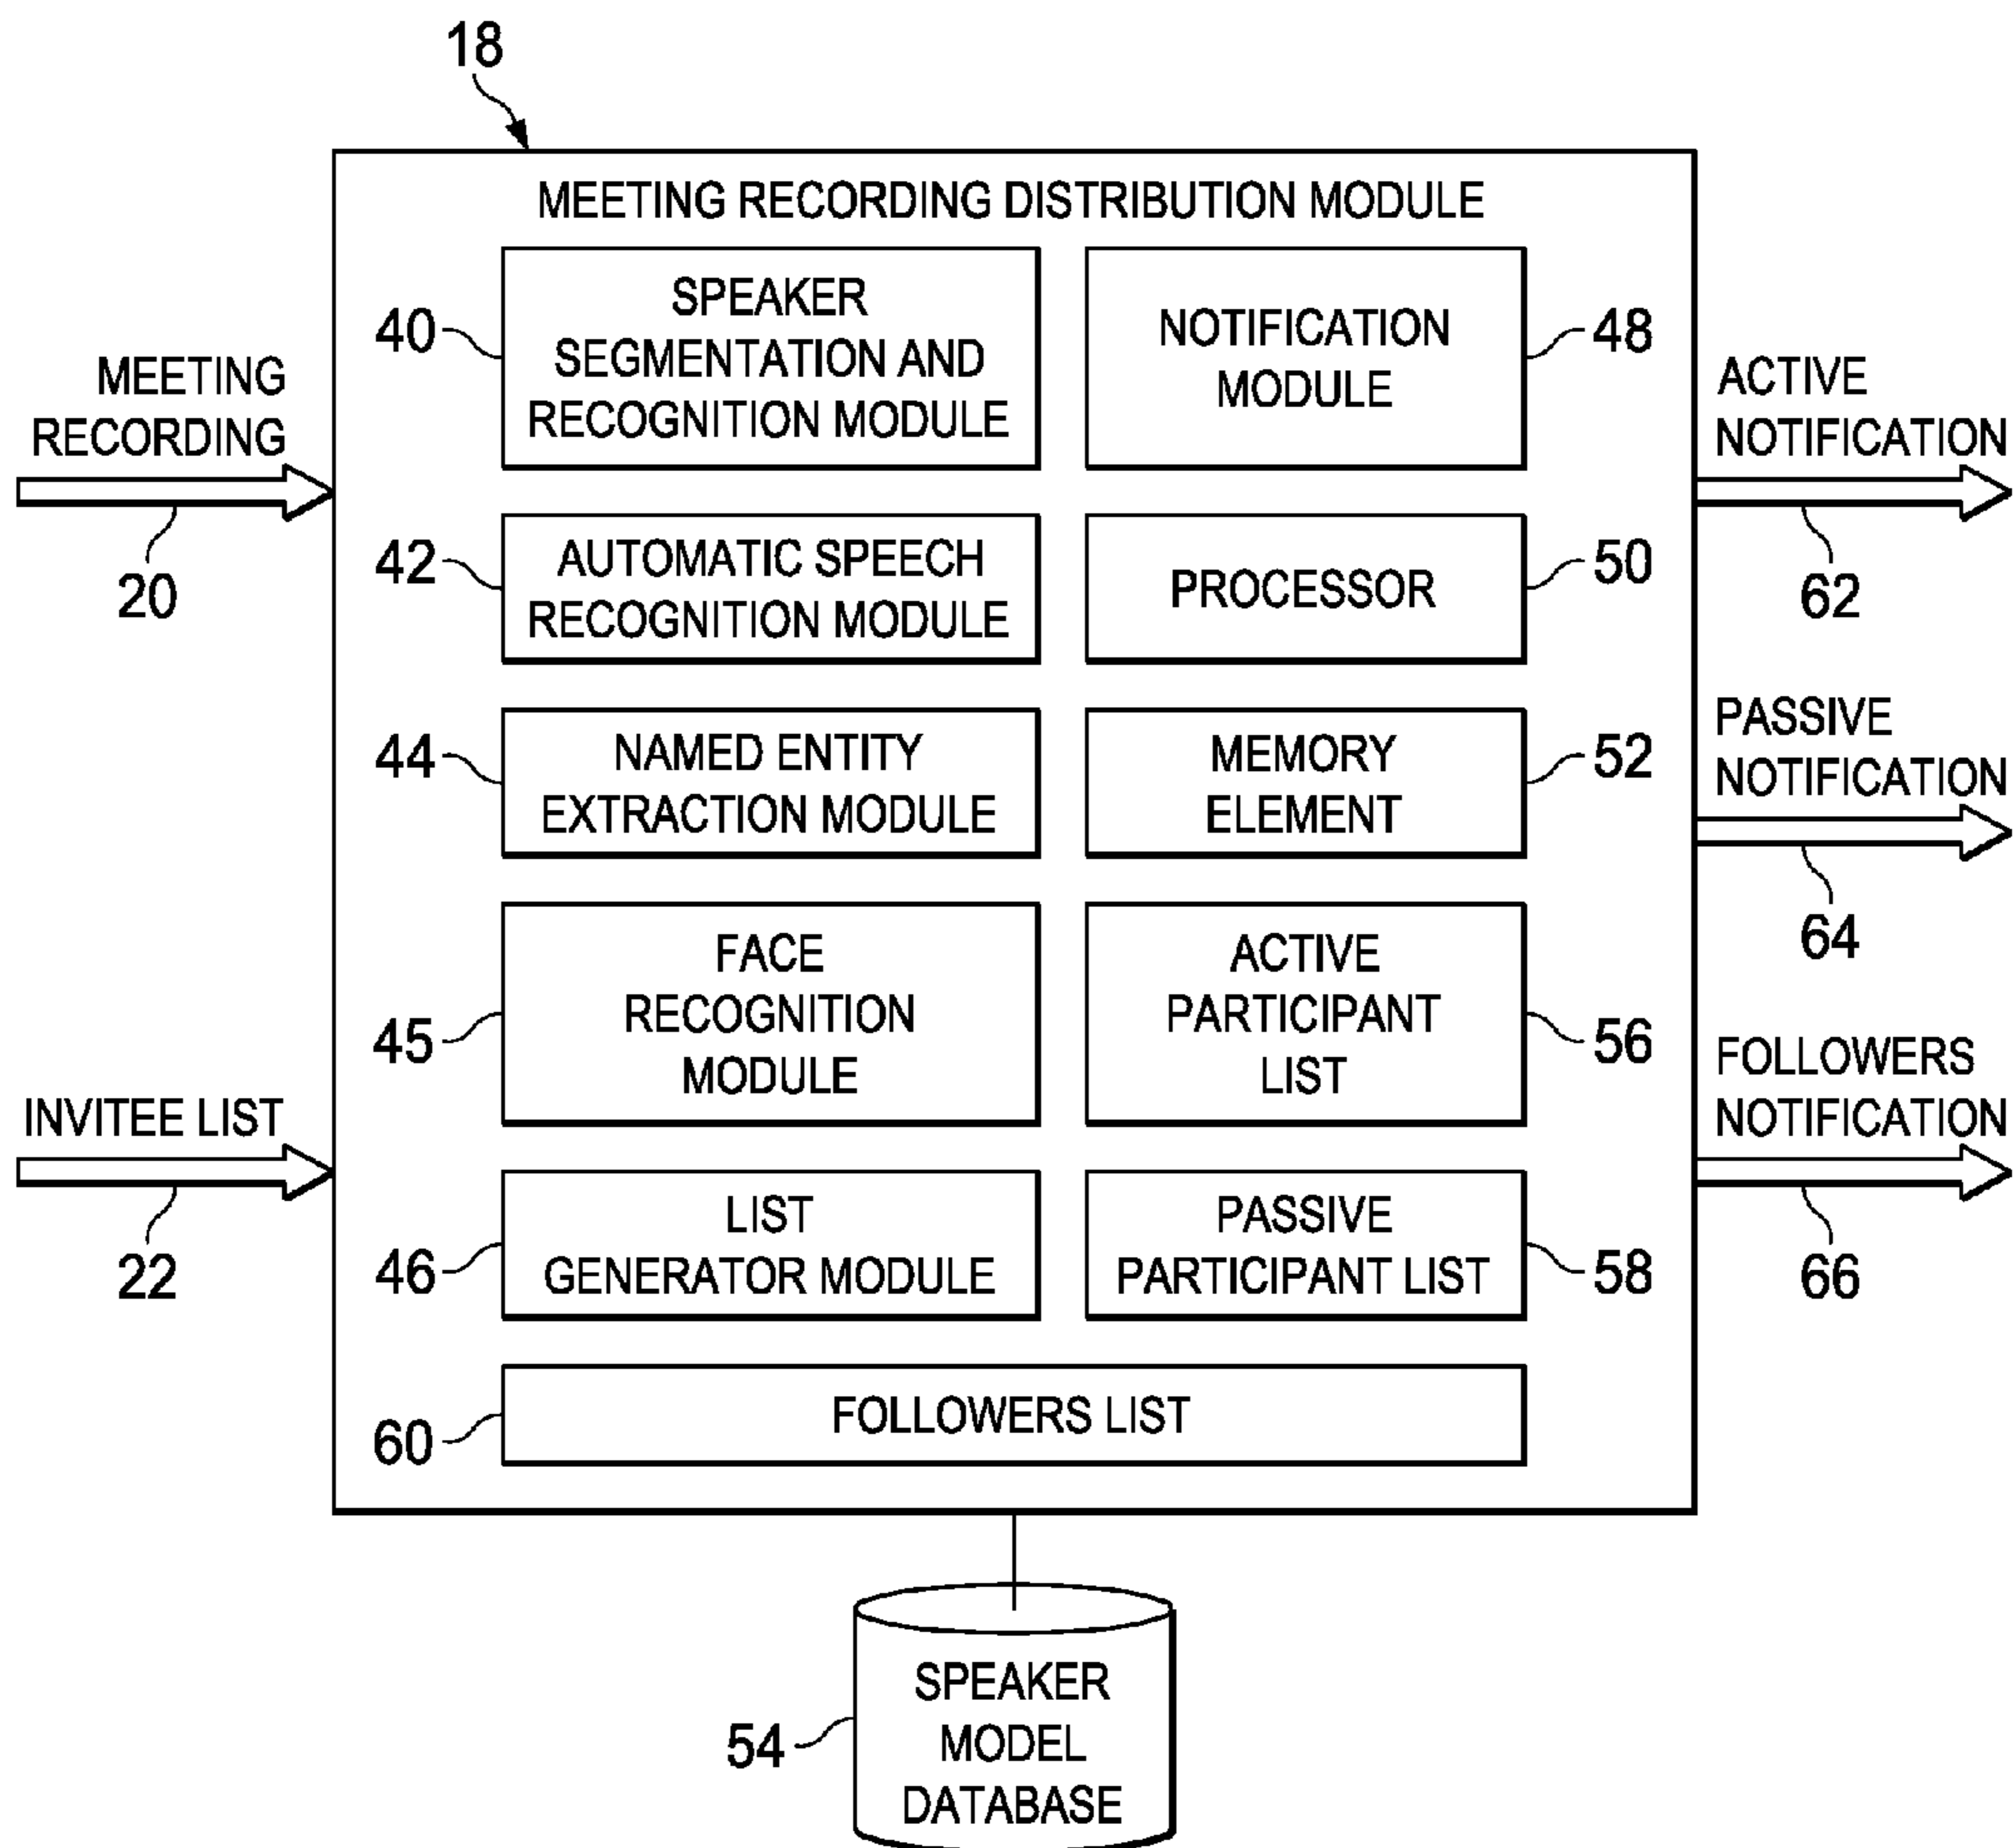 18
MEETING RECORDING DISTRIBUTION MODULE
40
SPEAKER
SEGMENTATION AND
RECOGNITION MODULE
NOTIFICATION
MODULE
48
MEETING
RECORDING
20
ACTIVE
NOTIFICATION
62
42
AUTOMATIC SPEECH
RECOGNITION MODULE
PROCESSOR
50
44
NAMED ENTITY
EXTRACTION MODULE
MEMORY
ELEMENT
52
PASSIVE
NOTIFICATION
64
45
FACE
RECOGNITION
MODULE
ACTIVE
PARTICIPANT
LIST
56
INVITEE LIST
22
FOLLOWERS
NOTIFICATION
66
46
LIST
GENERATOR MODULE
PASSIVE
PARTICIPANT LIST
58
60
FOLLOWERS LIST
54
SPEAKER
MODEL
DATABASE